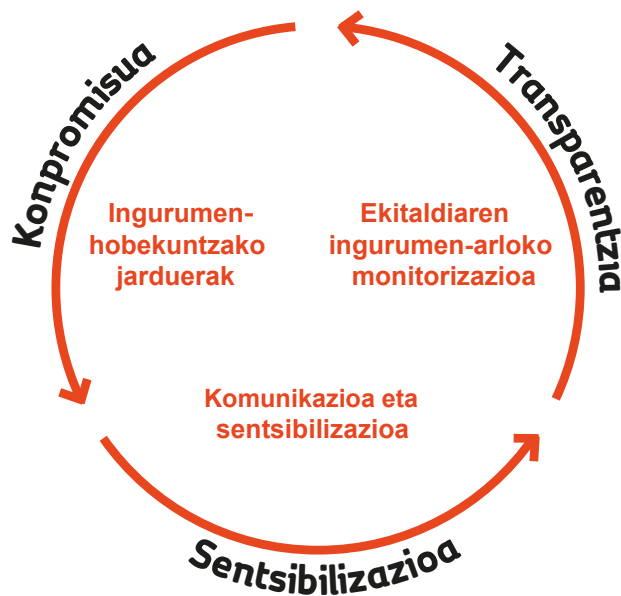 Konpromisua
Transparentzia
Ingurumen-
hobekuntzako
jarduerak
Ekitaldiaren
ingurumen-arloko
monitorizazioa
Komunikazioa eta
sentsibilizazioa
Sentsibilizazioa